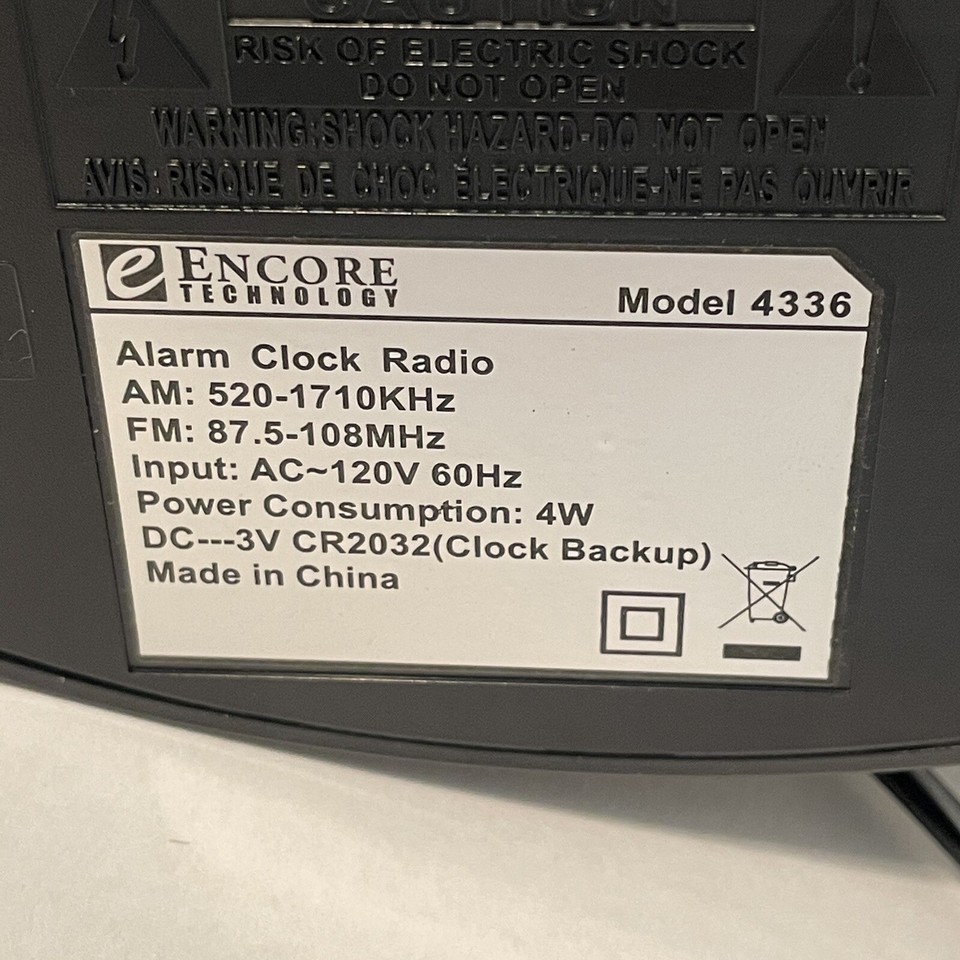 CAUTION
RISK OF ELECTRIC SHOCK
DO NOT OPEN
WARNING:SHOCK HAZARD-DO NOT OPEN
AVIS:RISQUE DE CHOC ÉLECTRIQUE-NE PAS OUVRIR
e ENCORE
TECHNOLOGY
Model 4336
Alarm Clock Radio
AM: 520-1710KHz
FM: 87.5-108MHz
Input: AC~120V 60Hz
Power Consumption: 4W
DC---3V CR2032(Clock Backup)
Made in China